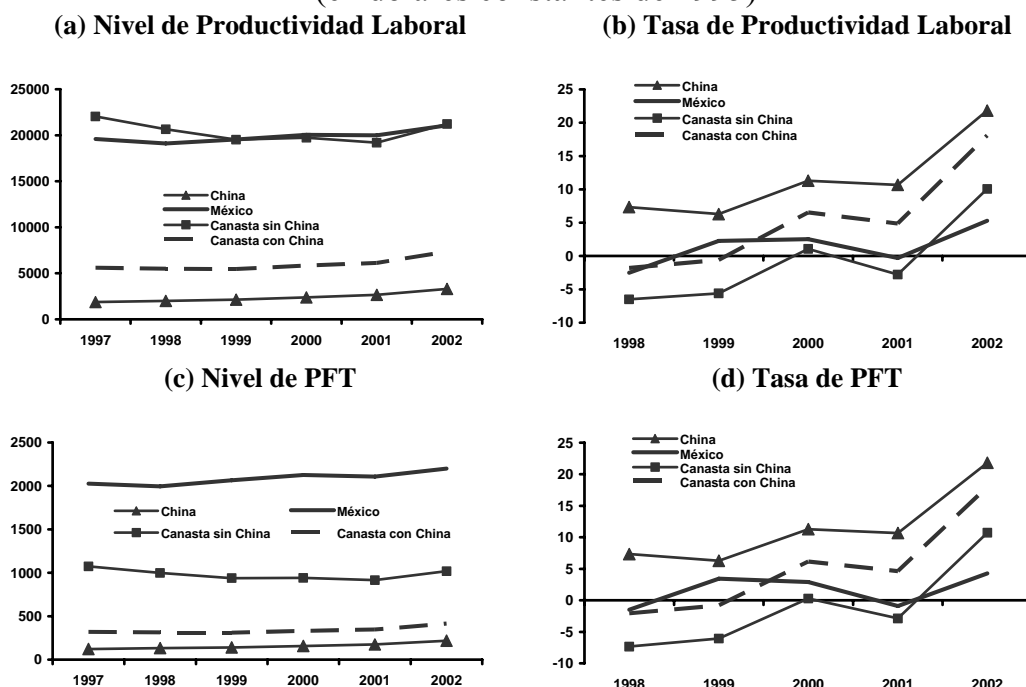 (en dólares constantes de
(a) Nivel de Productividad Laboral
25000
20000
15000
10000
5000
0
China
México
Canasta sin China
Canasta con China
1997 1998 1999 2000 2001 2002
(b) Tasa de Productividad Laboral
25
20
15
10
5
0
-5
-10
China
México
Canasta sin China
Canasta con China
1998 1999 2000 2001 2002
(c) Nivel de PFT
2500
2000
1500
1000
500
0
China México
Canasta sin China Canasta con China
1997 1998 1999 2000 2001 2002
(d) Tasa de PFT
25
20
15
10
5
0
-5
-10
China
México
Canasta sin China
Canasta con China
1998 1999 2000 2001 2002